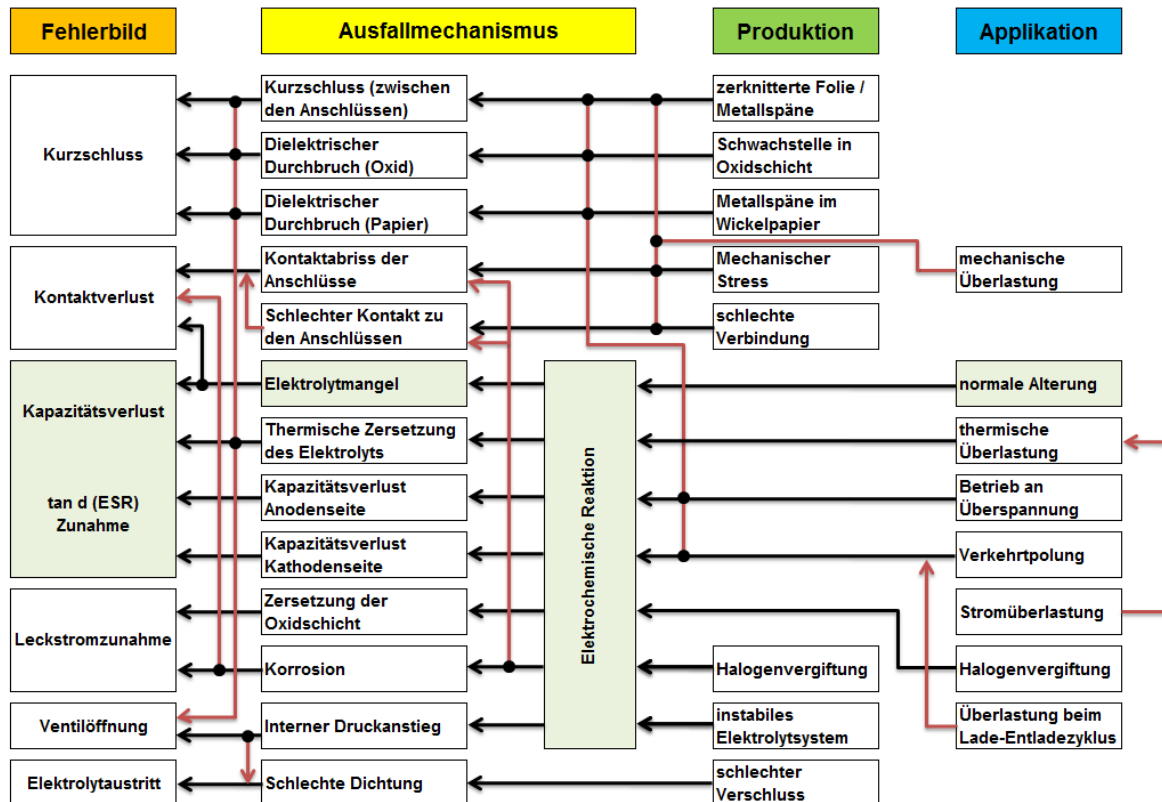 Fehlerbild
Ausfallmechanismus
Produktion
Applikation
Kurzschluss
Kurzschluss (zwischen
den Anschlüssen)
zerknitterte Folie /
Metallspäne
Dielektrischer
Durchbruch (Oxid)
Schwachstelle in
Oxidschicht
Dielektrischer
Durchbruch (Papier)
Metallspäne im
Wickelpapier
Kontaktverlust
Kontaktabriss der
Anschlüsse
Mechanischer
Stress
mechanische
Überlastung
Schlechter Kontakt zu
den Anschlüssen
schlechte
Verbindung
Kapazitätsverlust
tan d (ESR)
Zunahme
Elektrolytmangel
Elektrochemische Reaktion
normale Alterung
Thermische Zersetzung
des Elektrolyts
thermische
Überlastung
Kapazitätsverlust
Anodenseite
Betrieb an
Überspannung
Kapazitätsverlust
Kathodenseite
Verkehrtpolung
Leckstromzunahme
Zersetzung der
Oxidschicht
Stromüberlastung
Korrosion
Halogenvergiftung
Halogenvergiftung
Ventilöffnung
Interner Druckanstieg
instabiles
Elektrolytsystem
Überlastung beim
Lade-Entladezyklus
Elektrolytaustritt
Schlechte Dichtung
schlechter
Verschluss